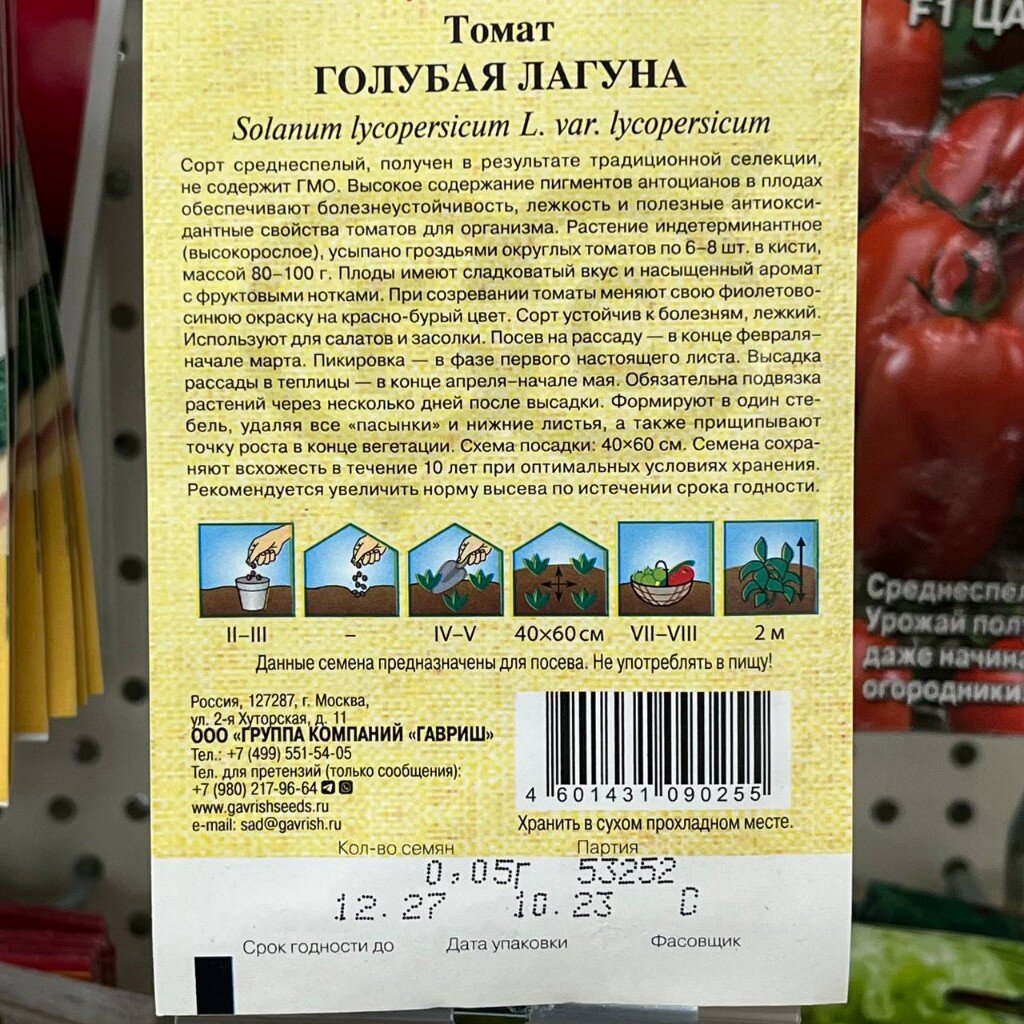 Томат
ГОЛУБАЯ ЛАГУНА
Solanum lycopersicum L. var. lycopersicum
Сорт среднеспелый, получен в результате традиционной селекции,
не содержит ГМО. Высокое содержание пигментов антоцианов в плодах
обеспечивают болезнеустойчивость, лежкость и полезные антиокси-
дантные свойства томатов для организма. Растение индетерминантное
(высокорослое), усыпано гроздьями округлых томатов по 6–8 шт. в кисти,
массой 80–100 г. Плоды имеют сладковатый вкус и насыщенный аромат
с фруктовыми нотками. При созревании томаты меняют свою фиолетово-
синюю окраску на красно-бурый цвет. Сорт устойчив к болезням, лежкий.
Используют для салатов и засолки. Посев на рассаду — в конце февраля–
начале марта. Пикировка — в фазе первого настоящего листа. Высадка
рассады в теплицы — в конце апреля–начале мая. Обязательна подвязка
растений через несколько дней после высадки. Формируют в один сте-
бель, удаляя все «пасынки» и нижние листья, а также прищипывают
точку роста в конце вегетации. Схема посадки: 40×60 см. Семена сохра-
няют всхожесть в течение 10 лет при оптимальных условиях хранения.
Рекомендуется увеличить норму высева по истечении срока годности.
II–III – IV–V 40×60 см VII–VIII 2 м
Данные семена предназначены для посева. Не употреблять в пищу!
Россия, 127287, г. Москва,
ул. 2-я Хуторская, д. 11
ООО «ГРУППА КОМПАНИЙ «ГАВРИШ»
Тел.: +7 (499) 551-54-05
Тел. для претензий (только сообщения):
+7 (980) 217-96-64
www.gavrishseeds.ru
e-mail: sad@gavrish.ru
4 601431 090255
Хранить в сухом прохладном месте.
Кол-во семян Партия
0,05г 53252
12.27 10.23 С
Срок годности до Дата упаковки Фасовщик
F1
Урожай
даже
огородники